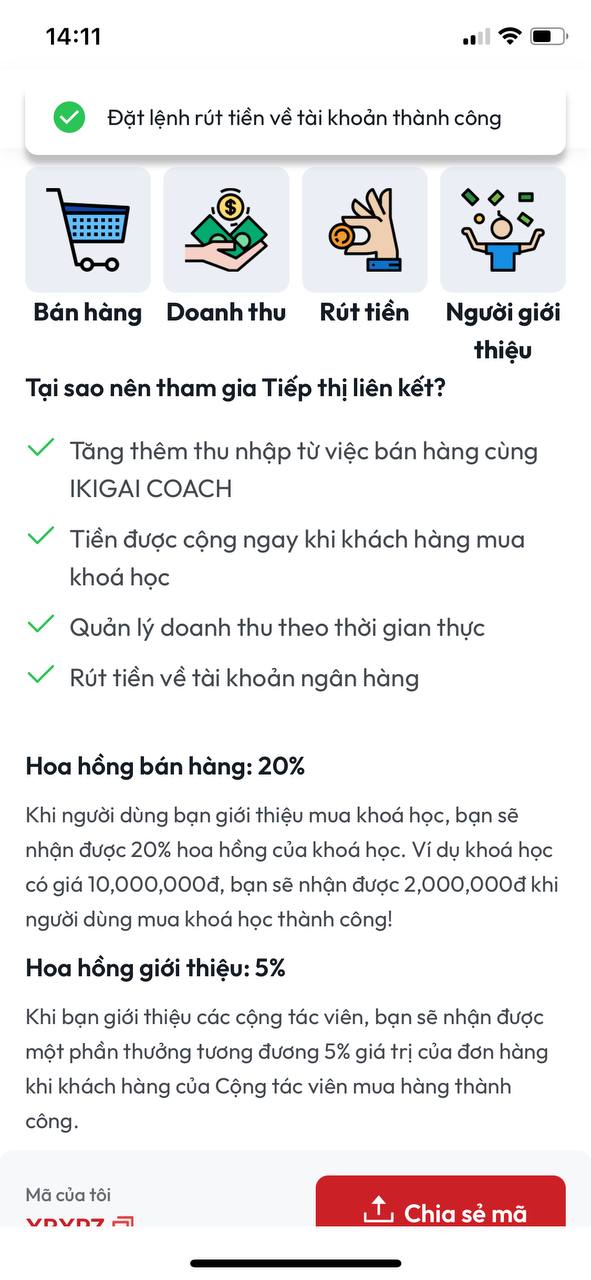 14:11
Đặt lệnh rút tiền về tài khoản thành công
Bán hàng
Doanh thu
Rút tiền
Người giới
thiệu
Tại sao nên tham gia Tiếp thị liên kết?
Tăng thêm thu nhập từ việc bán hàng cùng
IKIGAI COACH
Tiền được cộng ngay khi khách hàng mua
khoá học
Quản lý doanh thu theo thời gian thực
Rút tiền về tài khoản ngân hàng
Hoa hồng bán hàng: 20%
Khi người dùng bạn giới thiệu mua khoá học, bạn sẽ
nhận được 20% hoa hồng của khoá học. Ví dụ khoá học
có giá 10,000,000đ, bạn sẽ nhận được 2,000,000đ khi
người dùng mua khoá học thành công!
Hoa hồng giới thiệu: 5%
Khi bạn giới thiệu các cộng tác viên, bạn sẽ nhận được
một phần thưởng tương đương 5% giá trị của đơn hàng
khi khách hàng của Cộng tác viên mua hàng thành
công.
Mã của tôi
Chia sẻ mã